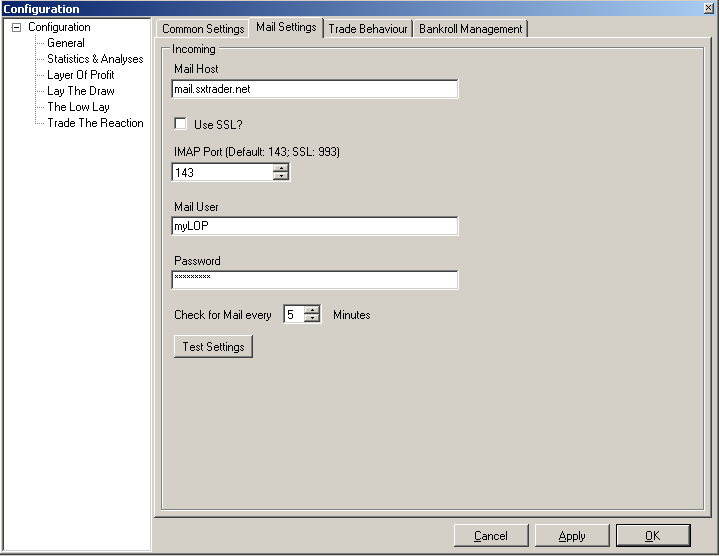 Configuration
Configuration
General
Statistics & Analyses
Layer Of Profit
Lay The Draw
The Low Lay
Trade The Reaction
Common Settings Mail Settings Trade Behaviour Bankroll Management
Incoming
Mail Host
mail.sxtrader.net
Use SSL?
IMAP Port (Default: 143; SSL: 993)
143
Mail User
myLOP
Password
*********
Check for Mail every 5 Minutes
Test Settings
Cancel Apply OK